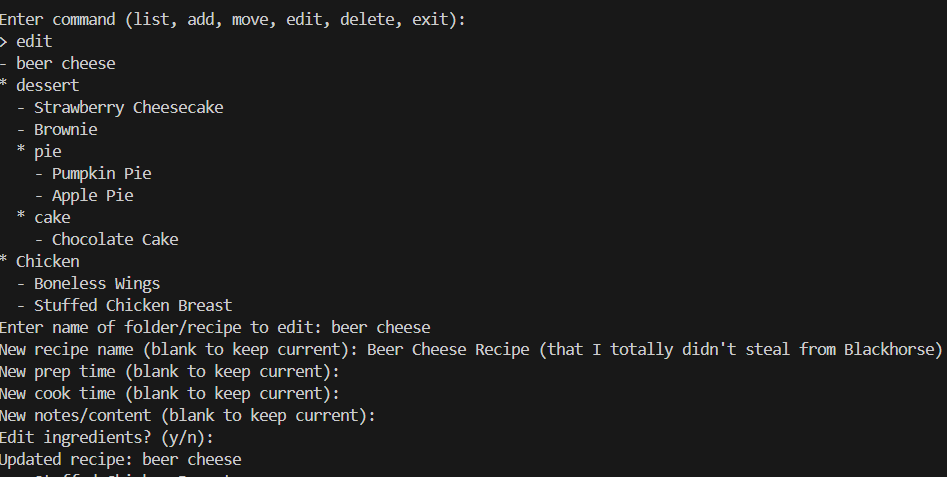 Enter command (list, add, move, edit, delete, exit):
> edit
- beer cheese
* dessert
  - Strawberry Cheesecake
  - Brownie
  * pie
    - Pumpkin Pie
    - Apple Pie
  * cake
    - Chocolate Cake
* Chicken
  - Boneless Wings
  - Stuffed Chicken Breast
Enter name of folder/recipe to edit: beer cheese
New recipe name (blank to keep current): Beer Cheese Recipe (that I totally didn't steal from Blackhorse)
New prep time (blank to keep current):
New cook time (blank to keep current):
New notes/content (blank to keep current):
Edit ingredients? (y/n):
Updated recipe: beer cheese